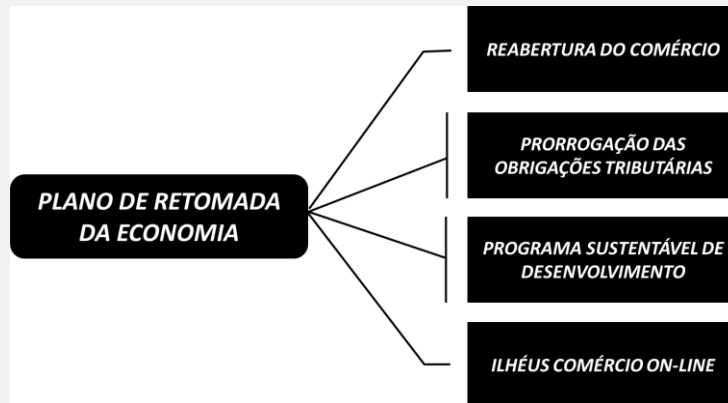 PLANO DE RETOMADA
DA ECONOMIA
REABERTURA DO COMÉRCIO
PRORROGAÇÃO DAS
OBRIGAÇÕES TRIBUTÁRIAS
PROGRAMA SUSTENTÁVEL DE
DESENVOLVIMENTO
ILHÉUS COMÉRCIO ON-LINE